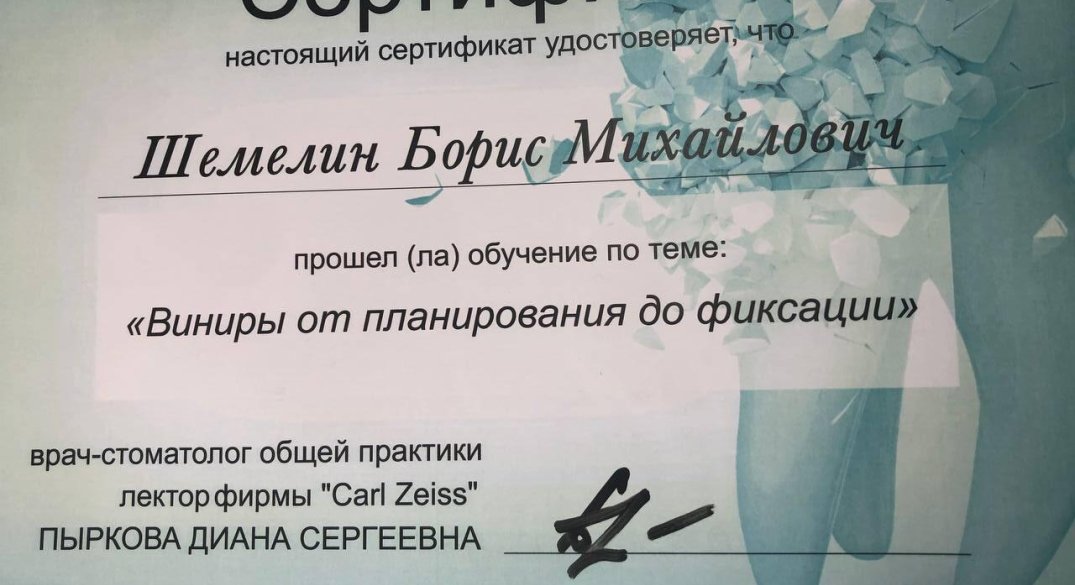 Сертифи
настоящий сертификат удостоверяет, что
Шемелин Борис Михайлович
прошел (ла) обучение по теме:
«Виниры от планирования до фиксации»
врач-стоматолог общей практики
лектор фирмы "Carl Zeiss"
ПЫРКОВА ДИАНА СЕРГЕЕВНА